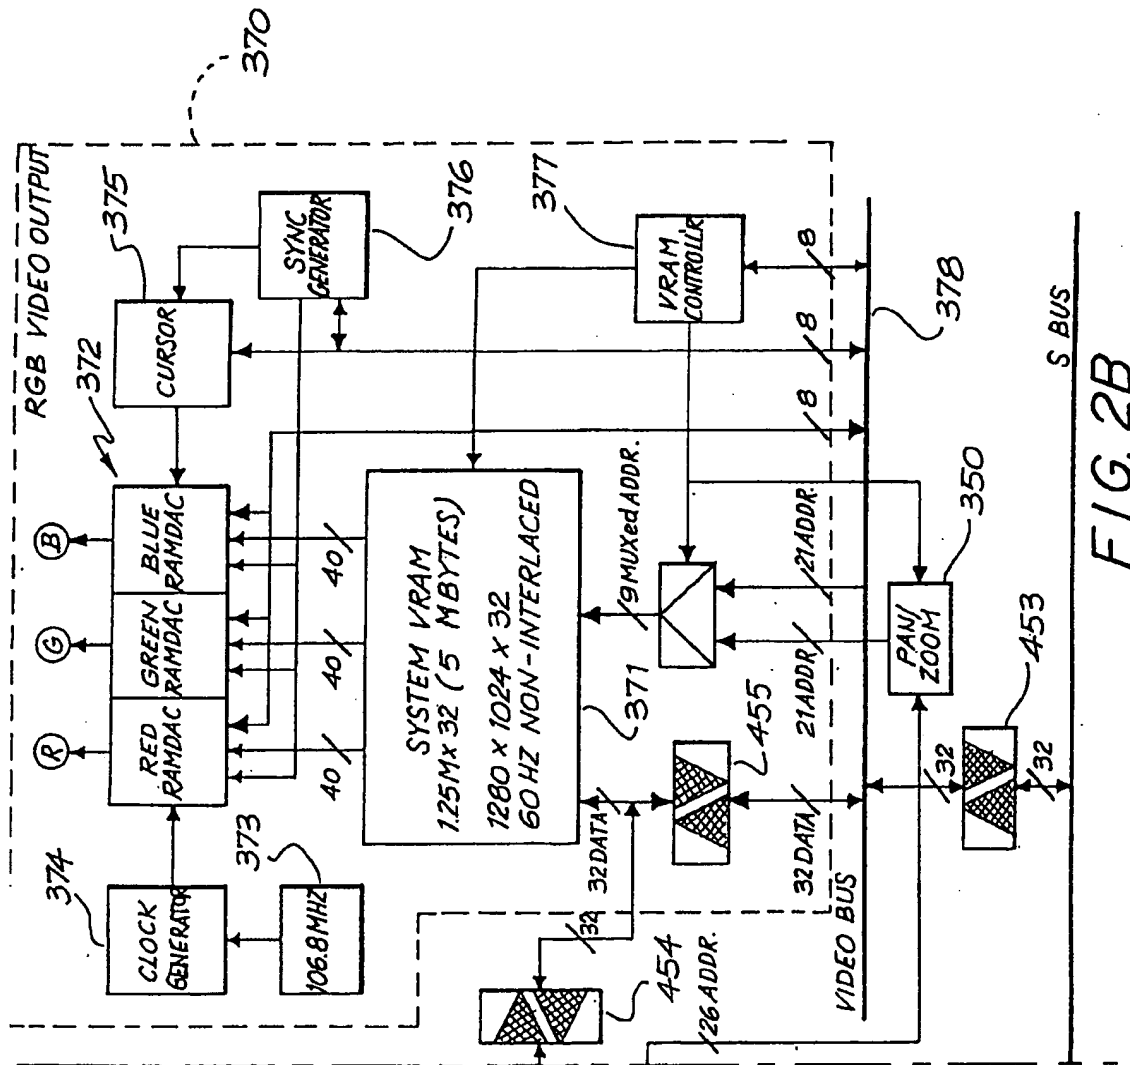 370
RGB VIDEO OUTPUT
375
CURSOR
SYNC
GENERATOR
376
372
B
G
R
BLUE
RAMDAC
GREEN
RAMDAC
RED
RAMDAC
374
CLOCK
GENERATOR
373
106.8MHZ
40
40
40
SYSTEM VRAM
1.25M X 32 (5 MBYTES)
1280 X 1024 X 32
60 HZ NON-INTERLACED
371
377
VRAM
CONTROLL'R
8
8
8
9 MUXed ADDR.
21 ADDR.
21 ADDR
32 DATA
455
32 DATA
32
454
26 ADDR.
VIDEO BUS
378
PAN/
ZOOM
350
32
453
32
S BUS
FIG. 2B